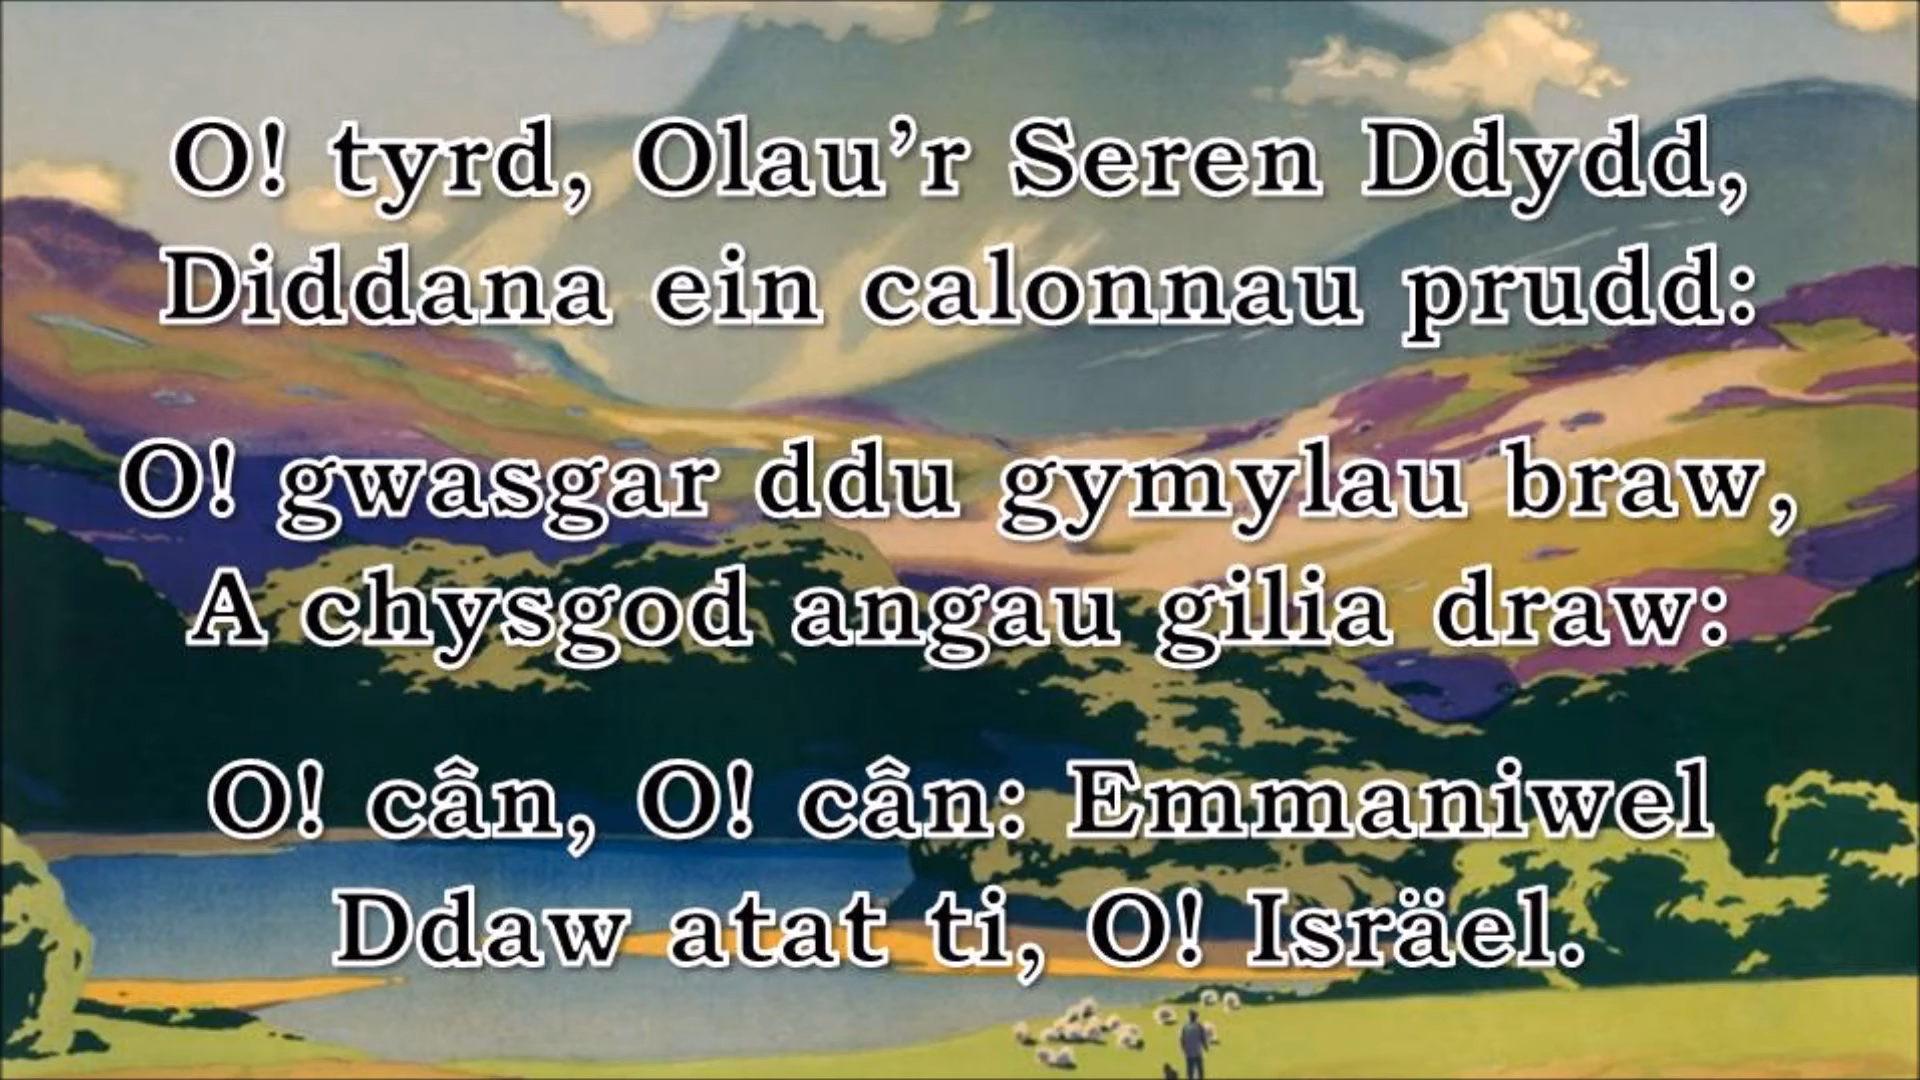 O! tyrd, Olau’r Seren Ddydd,
Diddana ein calonnau prudd:
O! gwasgar ddu gymylau braw,
A chysgod angau gilia draw:
O! cân, O! cân: Emmaniwel
Ddaw atat ti, O! Isräel.